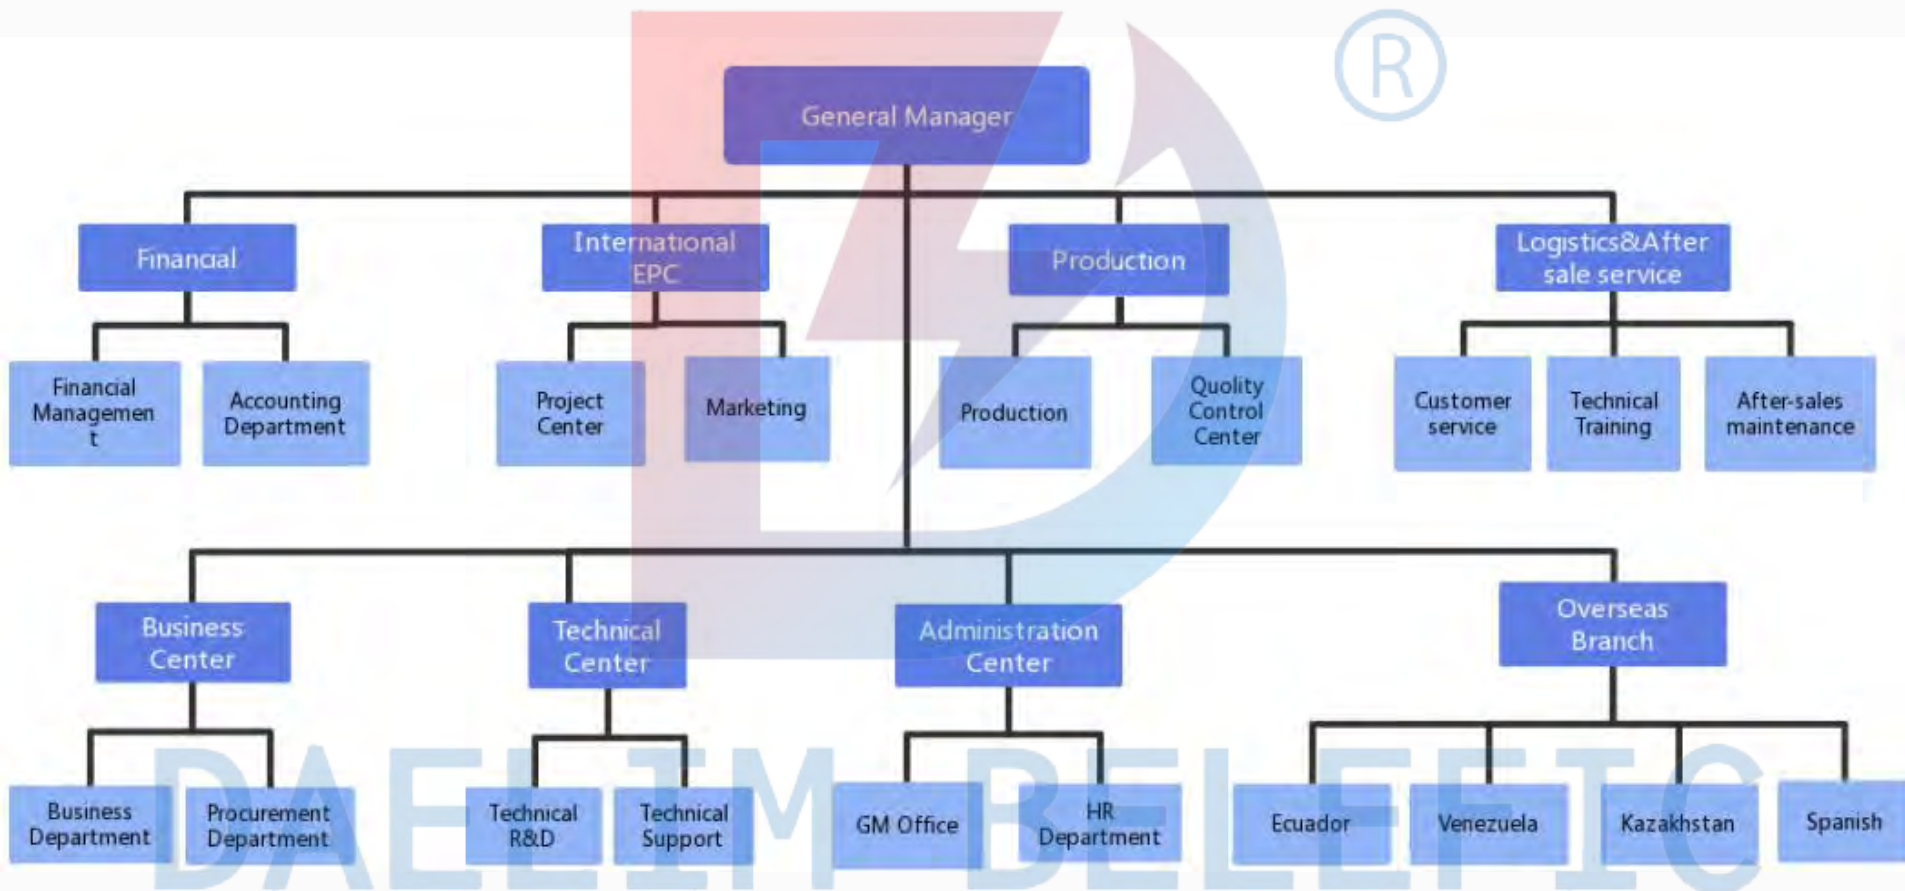 ®
General Manager
Financial
International
EPC
Production
Logistics&After
sale service
Financial
Managemen
t
Accounting
Department
Project
Center
Marketing
Production
Quolity
Control
Center
Customer
service
Technical
Training
After-sales
maintenance
Business
Center
Technical
Center
Administration
Center
Overseas
Branch
Business
Department
Procurement
Department
Technical
R&D
Technical
Support
GM Office
HR
Department
Ecuador
Venezuela
Kazakhstan
Spanish
DAELIM BELEFIC